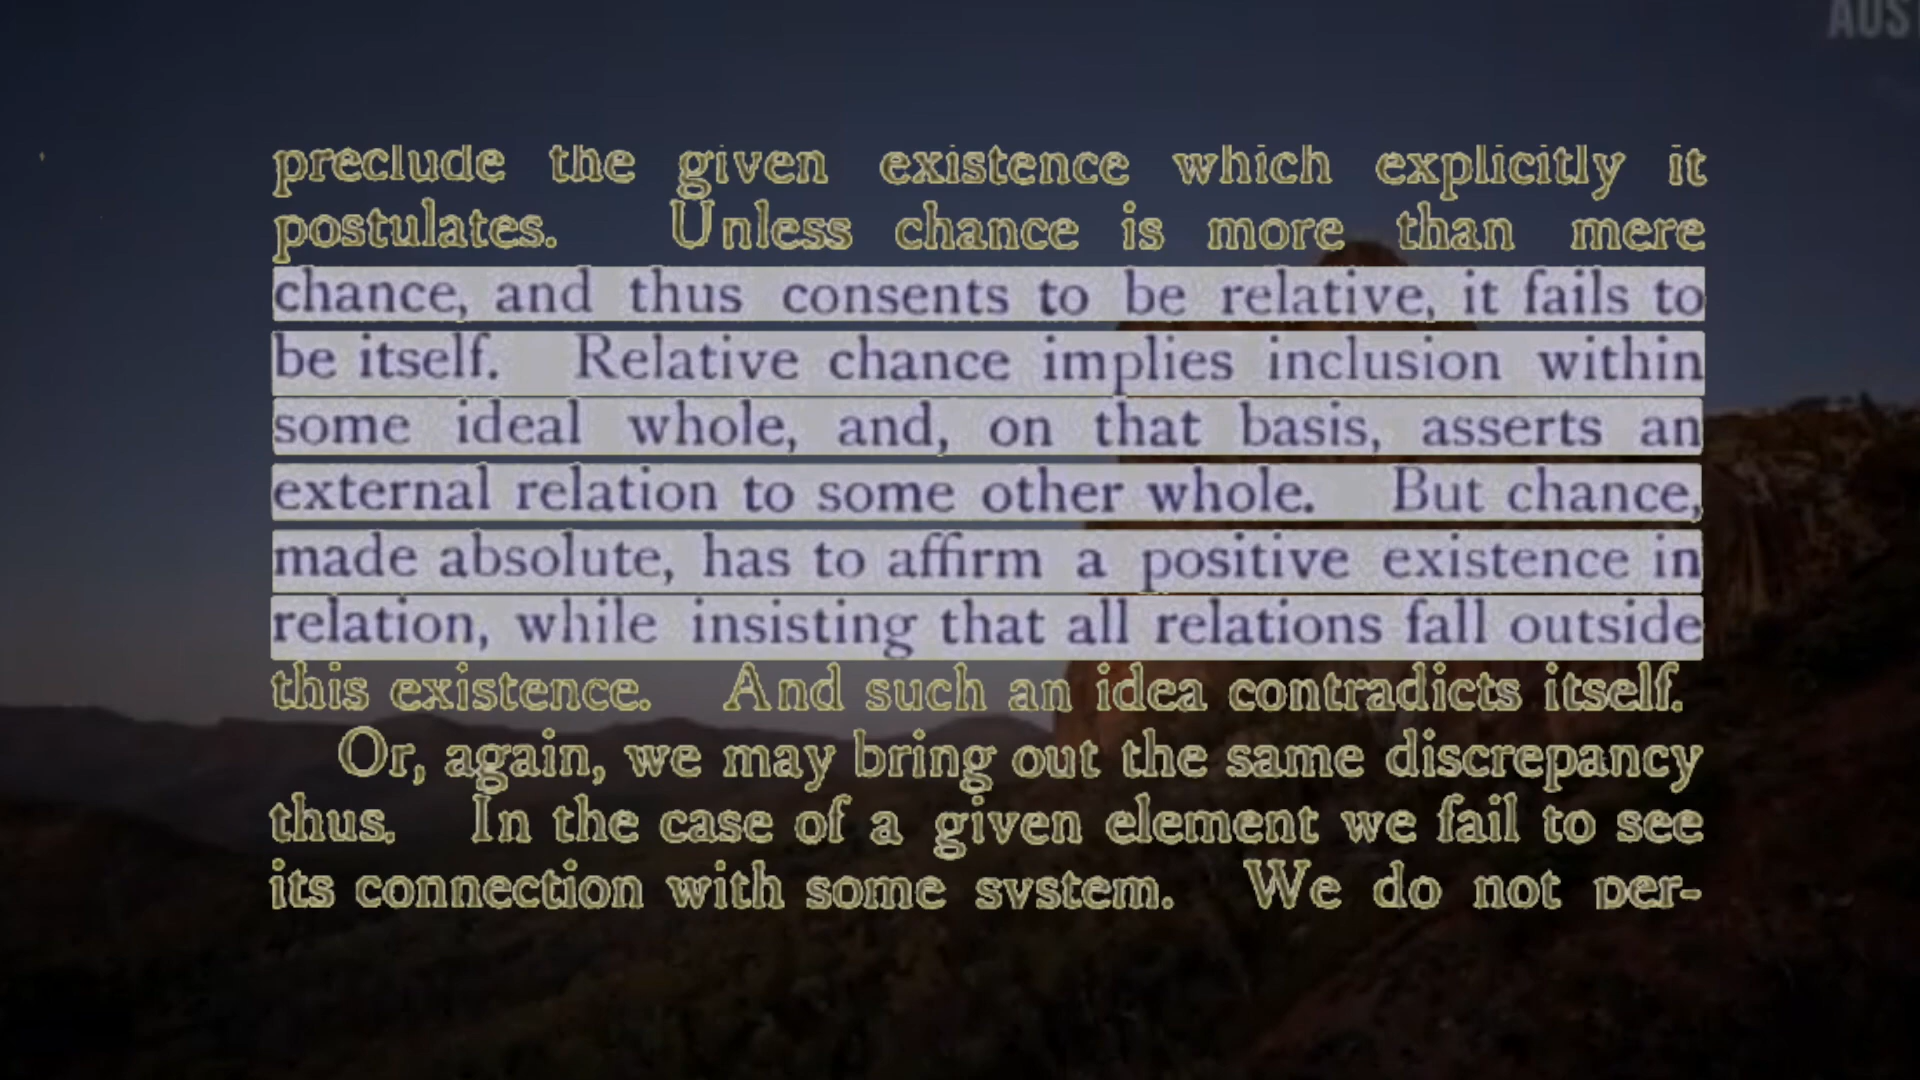 AUS
preclude the given existence which explicitly it
postulates. Unless chance is more than mere
chance, and thus consents to be relative, it fails to
be itself. Relative chance implies inclusion within
some ideal whole, and, on that basis, asserts an
external relation to some other whole. But chance,
made absolute, has to affirm a positive existence in
relation, while insisting that all relations fall outside
this existence. And such an idea contradicts itself.
Or, again, we may bring out the same discrepancy
thus. In the case of a given element we fail to see
its connection with some system. We do not per-